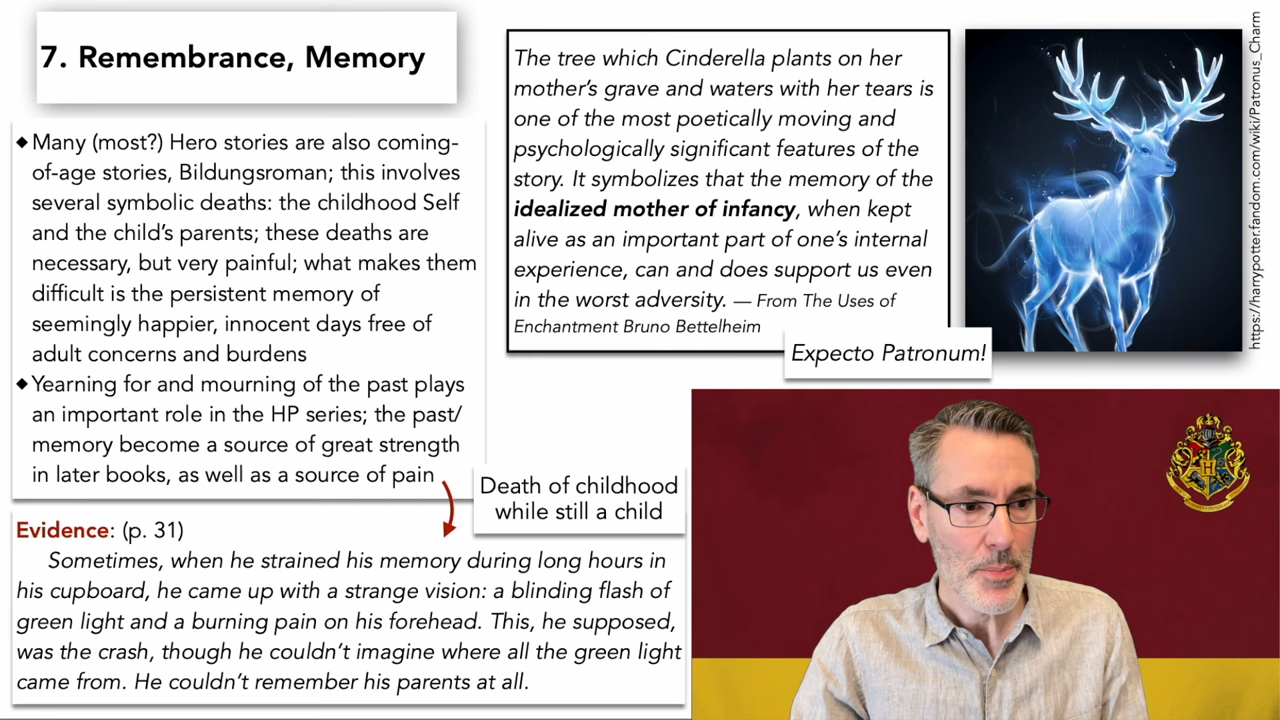 7. Remembrance, Memory
◆Many (most?) Hero stories are also coming-
of-age stories, Bildungsroman; this involves
several symbolic deaths: the childhood Self
and the child's parents; these deaths are
necessary, but very painful; what makes them
difficult is the persistent memory of
seemingly happier, innocent days free of
adult concerns and burdens
◆Yearning for and mourning of the past plays
an important role in the HP series; the past/
memory become a source of great strength
in later books, as well as a source of pain
Death of childhood
while still a child
Evidence: (p. 31)
Sometimes, when he strained his memory during long hours in
his cupboard, he came up with a strange vision: a blinding flash of
green light and a burning pain on his forehead. This, he supposed,
was the crash, though he couldn't imagine where all the green light
came from. He couldn't remember his parents at all.
The tree which Cinderella plants on her
mother's grave and waters with her tears is
one of the most poetically moving and
psychologically significant features of the
story. It symbolizes that the memory of the
idealized mother of infancy, when kept
alive as an important part of one's internal
experience, can and does support us even
in the worst adversity. — From The Uses of
Enchantment Bruno Bettelheim
Expecto Patronum!
https://harrypotter.fandom.com/wiki/Patronus_Charm
H